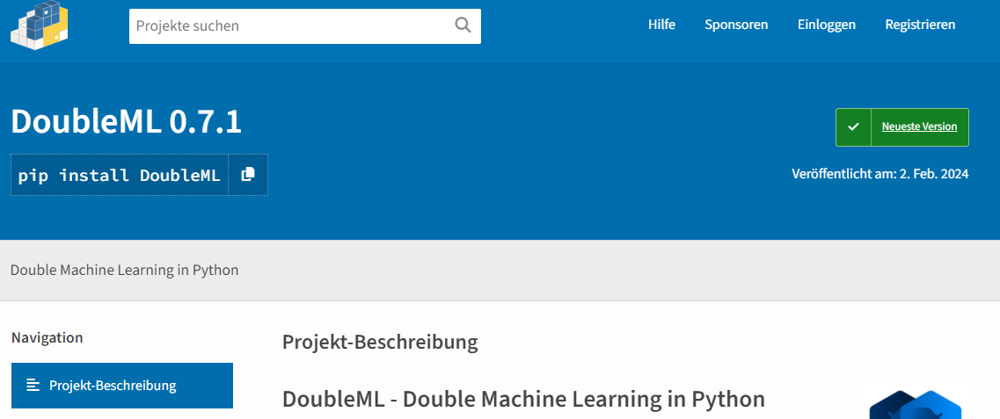 Projekte suchen
Hilfe
Sponsoren
Einloggen
Registrieren
DoubleML 0.7.1
pip install DoubleML
Neueste Version
Veröffentlicht am: 2. Feb. 2024
Double Machine Learning in Python
Navigation
Projekt-Beschreibung
Projekt-Beschreibung
DoubleML - Double Machine Learning in Python